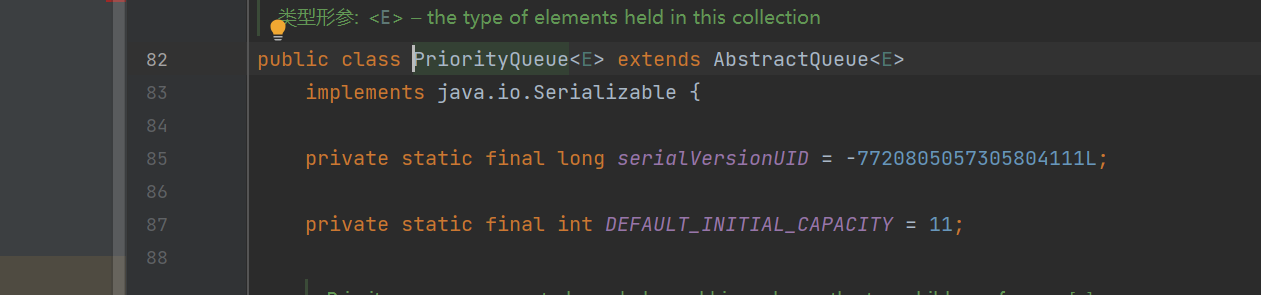 类型形参: <E> – the type of elements held in this collection
82 public class PriorityQueue<E> extends AbstractQueue<E>
83 implements java.io.Serializable {
84
85 private static final long serialVersionUID = -7720805057305804111L;
86
87 private static final int DEFAULT_INITIAL_CAPACITY = 11;
88